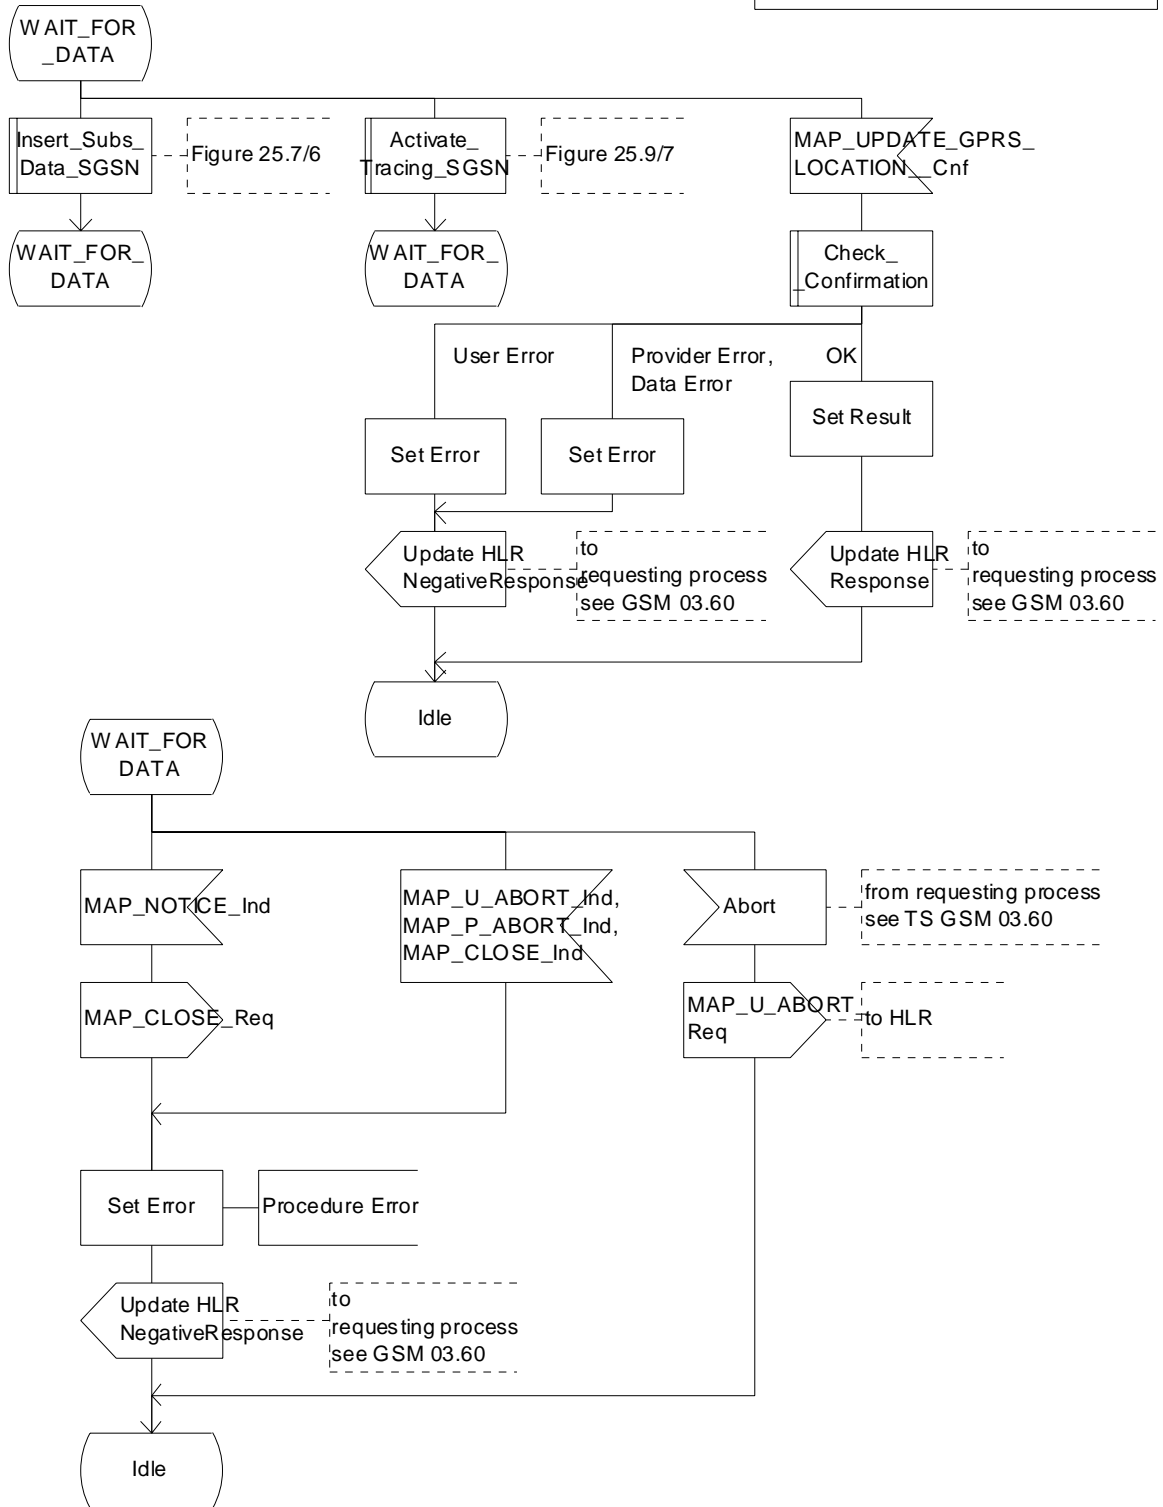 WAIT_FOR
_DATA
Insert_Subs_
Data_SGSN
Figure 25.7/6
Activate_
Tracing_SGSN
Figure 25.9/7
MAP_UPDATE_GPRS_
LOCATION__Cnf
WAIT_FOR_
DATA
WAIT_FOR_
DATA
Check_
_Confirmation
User Error
Provider Error,
Data Error
OK
Set Error
Set Error
Set Result
Update HLR
NegativeResponse
to
requesting process
see GSM 03.60
Update HLR
Response
to
requesting process
see GSM 03.60
Idle
WAIT_FOR
DATA
MAP_NOTICE_Ind
MAP_U_ABORT_Ind,
MAP_P_ABORT_Ind,
MAP_CLOSE_Ind
Abort
from requesting process
see TS GSM 03.60
MAP_CLOSE_Req
MAP_U_ABORT_
Req
to HLR
Set Error
Procedure Error
Update HLR
NegativeResponse
to
requesting process
see GSM 03.60
Idle